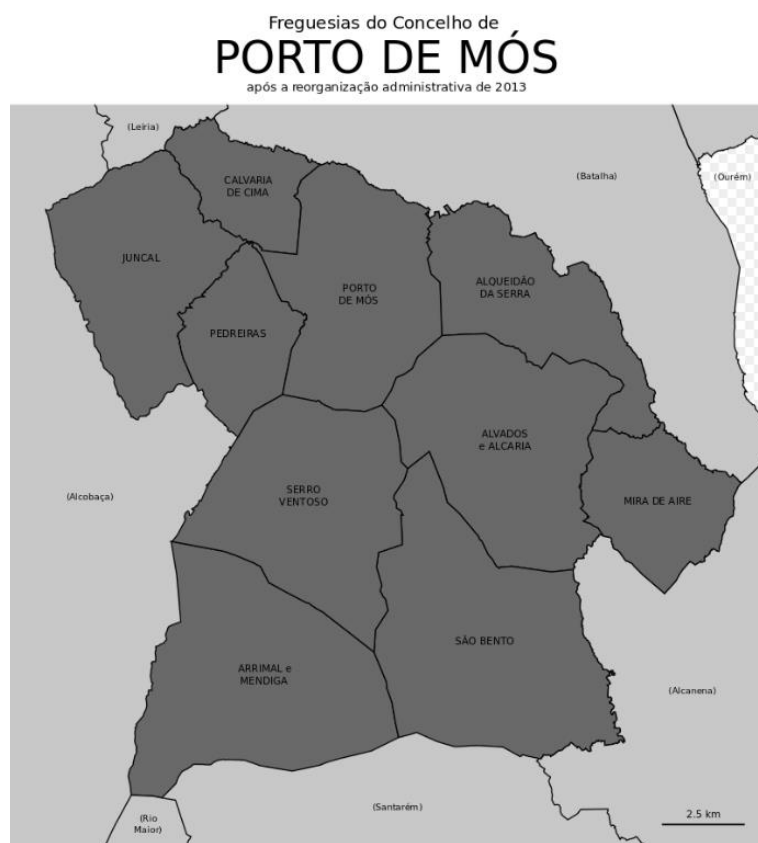 Freguesias do Concelho de
PORTO DE MÓS
após a reorganização administrativa de 2013
(Leiria)
(Batalha)
(Ourém)
CALVARIA
DE CIMA
JUNCAL
PORTO
DE MÓS
ALQUEIDÃO
DA SERRA
PEDREIRAS
ALVADOS
e ALCARIA
(Alcobaça)
SERRO
VENTOSO
MIRA DE AIRE
SÃO BENTO
ARRIMAL e
MENDIGA
(Alcanena)
(Santarém)
(Rio
Maior)
2.5 km